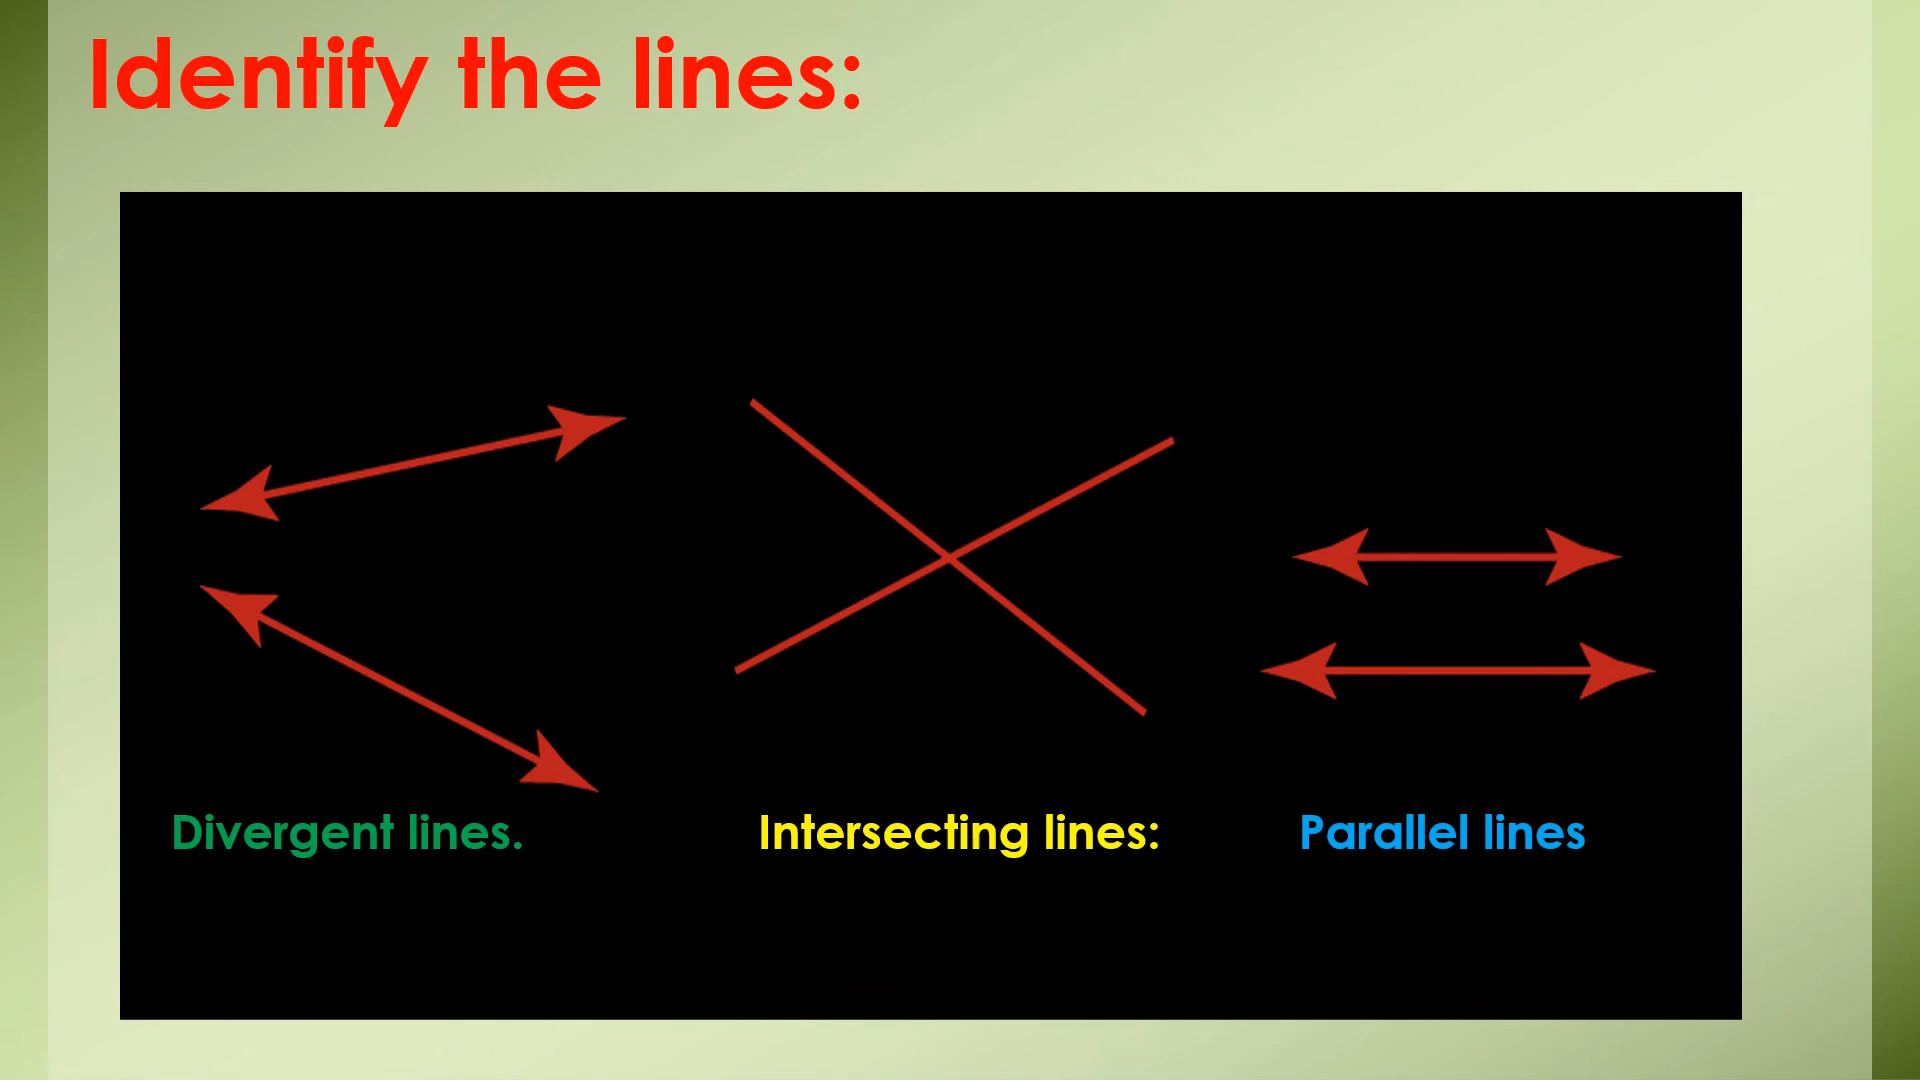 Identify the lines:
Divergent lines.
Intersecting lines:
Parallel lines